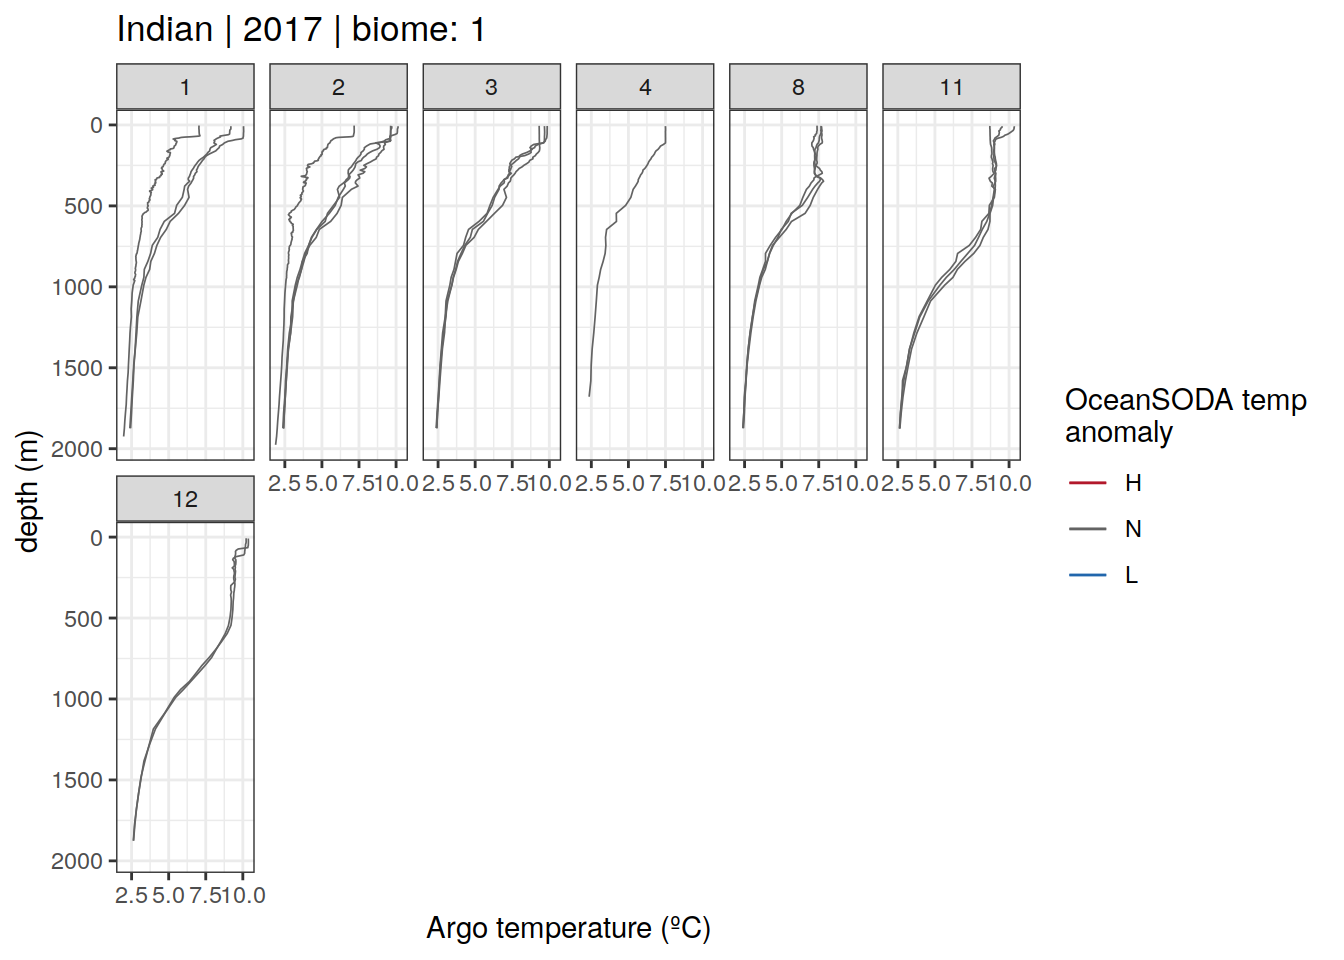 Indian | 2017 | biome: 1
1 2 3 4 8 11
0
500
1000
1500
2000
2.5 5.0 7.5 10.0 2.5 5.0 7.5 10.0 2.5 5.0 7.5 10.0 2.5 5.0 7.5 10.0 2.5 5.0 7.5 10.0
12
0
500
1000
1500
2000
2.5 5.0 7.5 10.0
depth (m)
Argo temperature (ºC)
OceanSODA temp
anomaly
H
N
L